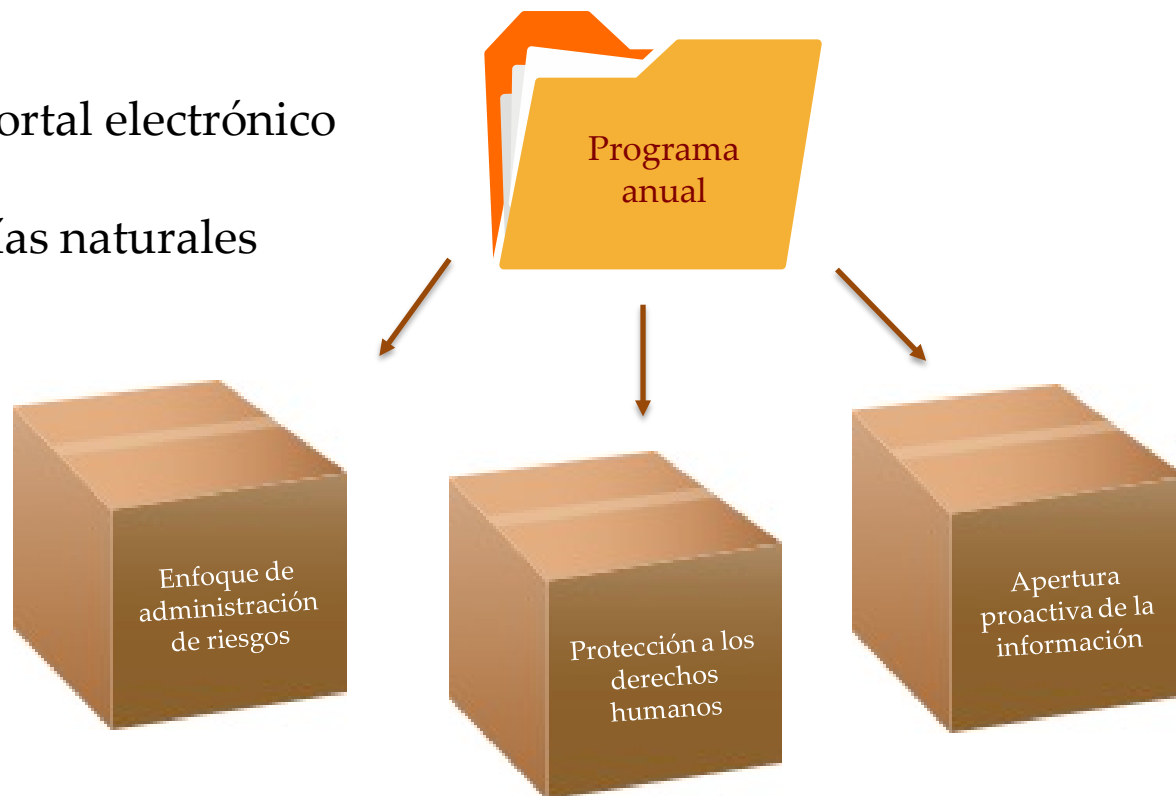 ortal electrónico
ías naturales
Programa
anual
Enfoque de
administración
de riesgos
Protección a los
derechos
humanos
Apertura
proactiva de la
información